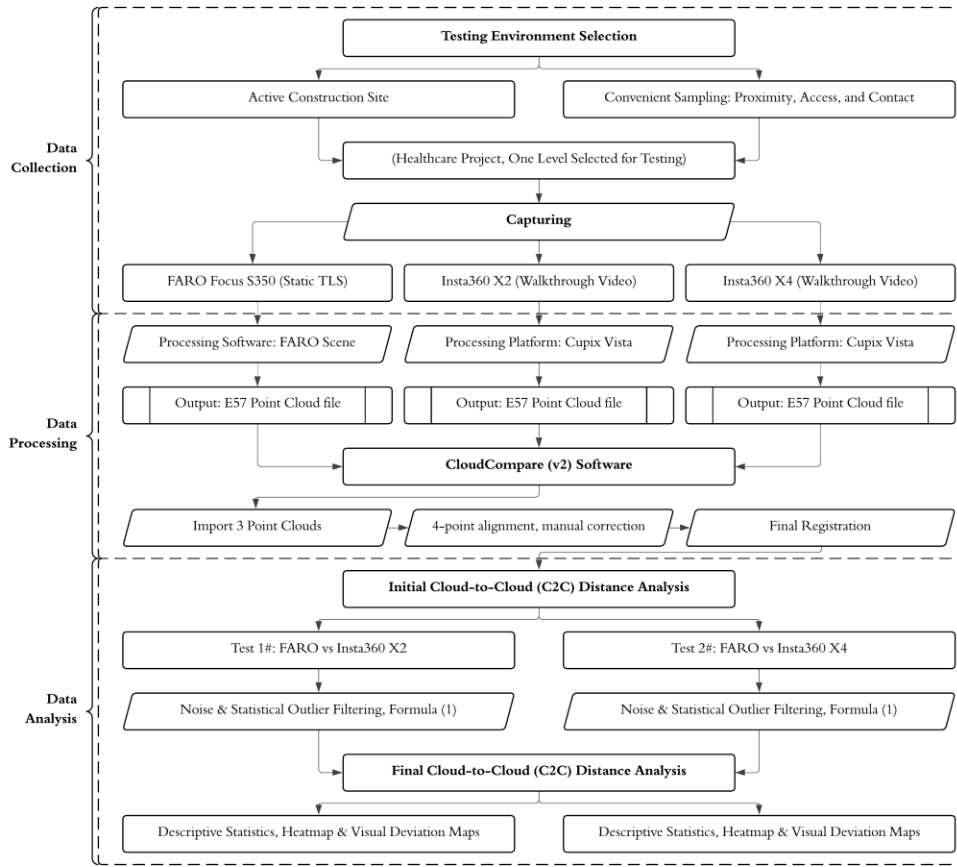 Testing Environment Selection
Active Construction Site
Convenient Sampling: Proximity, Access, and Contact
Data
Collection
(Healthcare Project, One Level Selected for Testing)
Capturing
FARO Focus S350 (Static TLS)
Insta360 X2 (Walkthrough Video)
Insta360 X4 (Walkthrough Video)
Processing Software: FARO Scene
Processing Platform: Cupix Vista
Processing Platform: Cupix Vista
Output: E57 Point Cloud file
Output: E57 Point Cloud file
Output: E57 Point Cloud file
Data
Processing
CloudCompare (v2) Software
Import 3 Point Clouds
4-point alignment, manual correction
Final Registration
Initial Cloud-to-Cloud (C2C) Distance Analysis
Test 1#: FARO vs Insta360 X2
Test 2#: FARO vs Insta360 X4
Data
Analysis
Noise & Statistical Outlier Filtering, Formula (1)
Noise & Statistical Outlier Filtering, Formula (1)
Final Cloud-to-Cloud (C2C) Distance Analysis
Descriptive Statistics, Heatmap & Visual Deviation Maps
Descriptive Statistics, Heatmap & Visual Deviation Maps